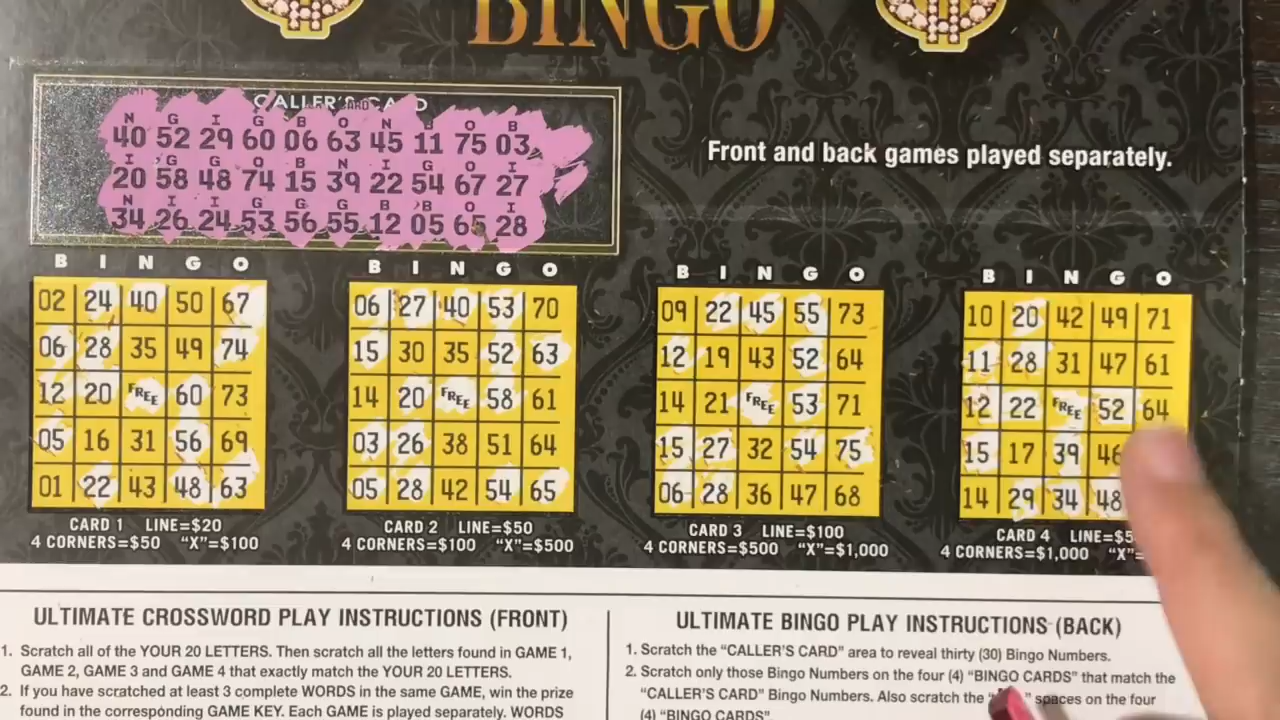 BINGO
CALLER'S CARD
N G I G B O N B O B
40 52 29 60 06 63 45 11 75 03
I G G O B N I G O I
20 58 48 74 15 39 22 54 67 27
N I I G G G B B O I
34 26 24 53 56 55 12 05 65 28
Front and back games played separately.
B I N G O
02 24 40 50 67
06 28 35 49 74
12 20 FREE 60 73
05 16 31 56 69
01 22 43 48 63
CARD 1 LINE=$20
4 CORNERS=$50 "X"=$100
B I N G O
06 27 40 53 70
15 30 35 52 63
14 20 FREE 58 61
03 26 38 51 64
05 28 42 54 65
CARD 2 LINE=$50
4 CORNERS=$100 "X"=$500
B I N G O
09 22 45 55 73
12 19 43 52 64
14 21 FREE 53 71
15 27 32 54 75
06 28 36 47 68
CARD 3 LINE=$100
4 CORNERS=$500 "X"=$1,000
B I N G O
10 20 42 49 71
11 28 31 47 61
12 22 FREE 52 64
15 17 39 46
14 29 34 48
CARD 4 LINE=$5
4 CORNERS=$1,000 "X"=
ULTIMATE CROSSWORD PLAY INSTRUCTIONS (FRONT)
1. Scratch all of the YOUR 20 LETTERS. Then scratch all the letters found in GAME 1,
GAME 2, GAME 3 and GAME 4 that exactly match the YOUR 20 LETTERS.
2. If you have scratched at least 3 complete WORDS in the same GAME, win the prize
found in the corresponding GAME KEY. Each GAME is played separately. WORDS
ULTIMATE BINGO PLAY INSTRUCTIONS (BACK)
1. Scratch the "CALLER'S CARD" area to reveal thirty (30) Bingo Numbers.
2. Scratch only those Bingo Numbers on the four (4) "BINGO CARDS" that match the
"CALLER'S CARD" Bingo Numbers. Also scratch the " " spaces on the four
(4) "BINGO CARDS".